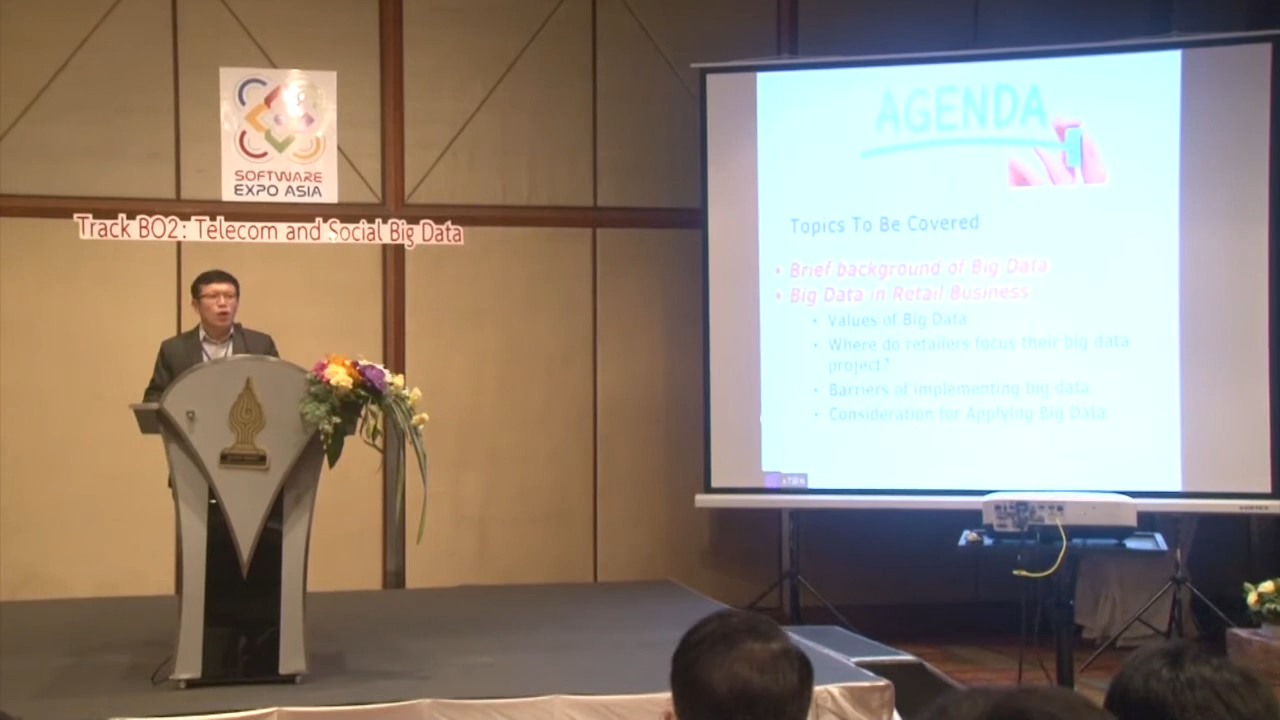 SOFTWARE
EXPO ASIA
Track BO2: Telecom and Social Big Data
AGENDA
Topics To Be Covered
• Brief background of Big Data
• Big Data in Retail Business
• Values of Big Data
• Where do retailers focus their big data
project?
• Barriers of implementing big data
• Consideration for Applying Big Data